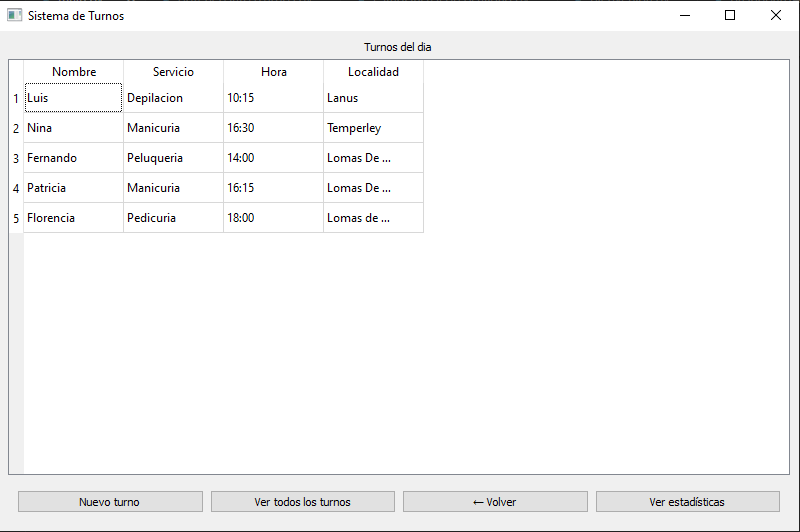 Sistema de Turnos
Turnos del dia
Nombre Servicio Hora Localidad
1 Luis Depilacion 10:15 Lanus
2 Nina Manicuria 16:30 Temperley
3 Fernando Peluqueria 14:00 Lomas De ...
4 Patricia Manicuria 16:15 Lomas De ...
5 Florencia Pedicuria 18:00 Lomas de ...
Nuevo turno Ver todos los turnos ← Volver Ver estadísticas